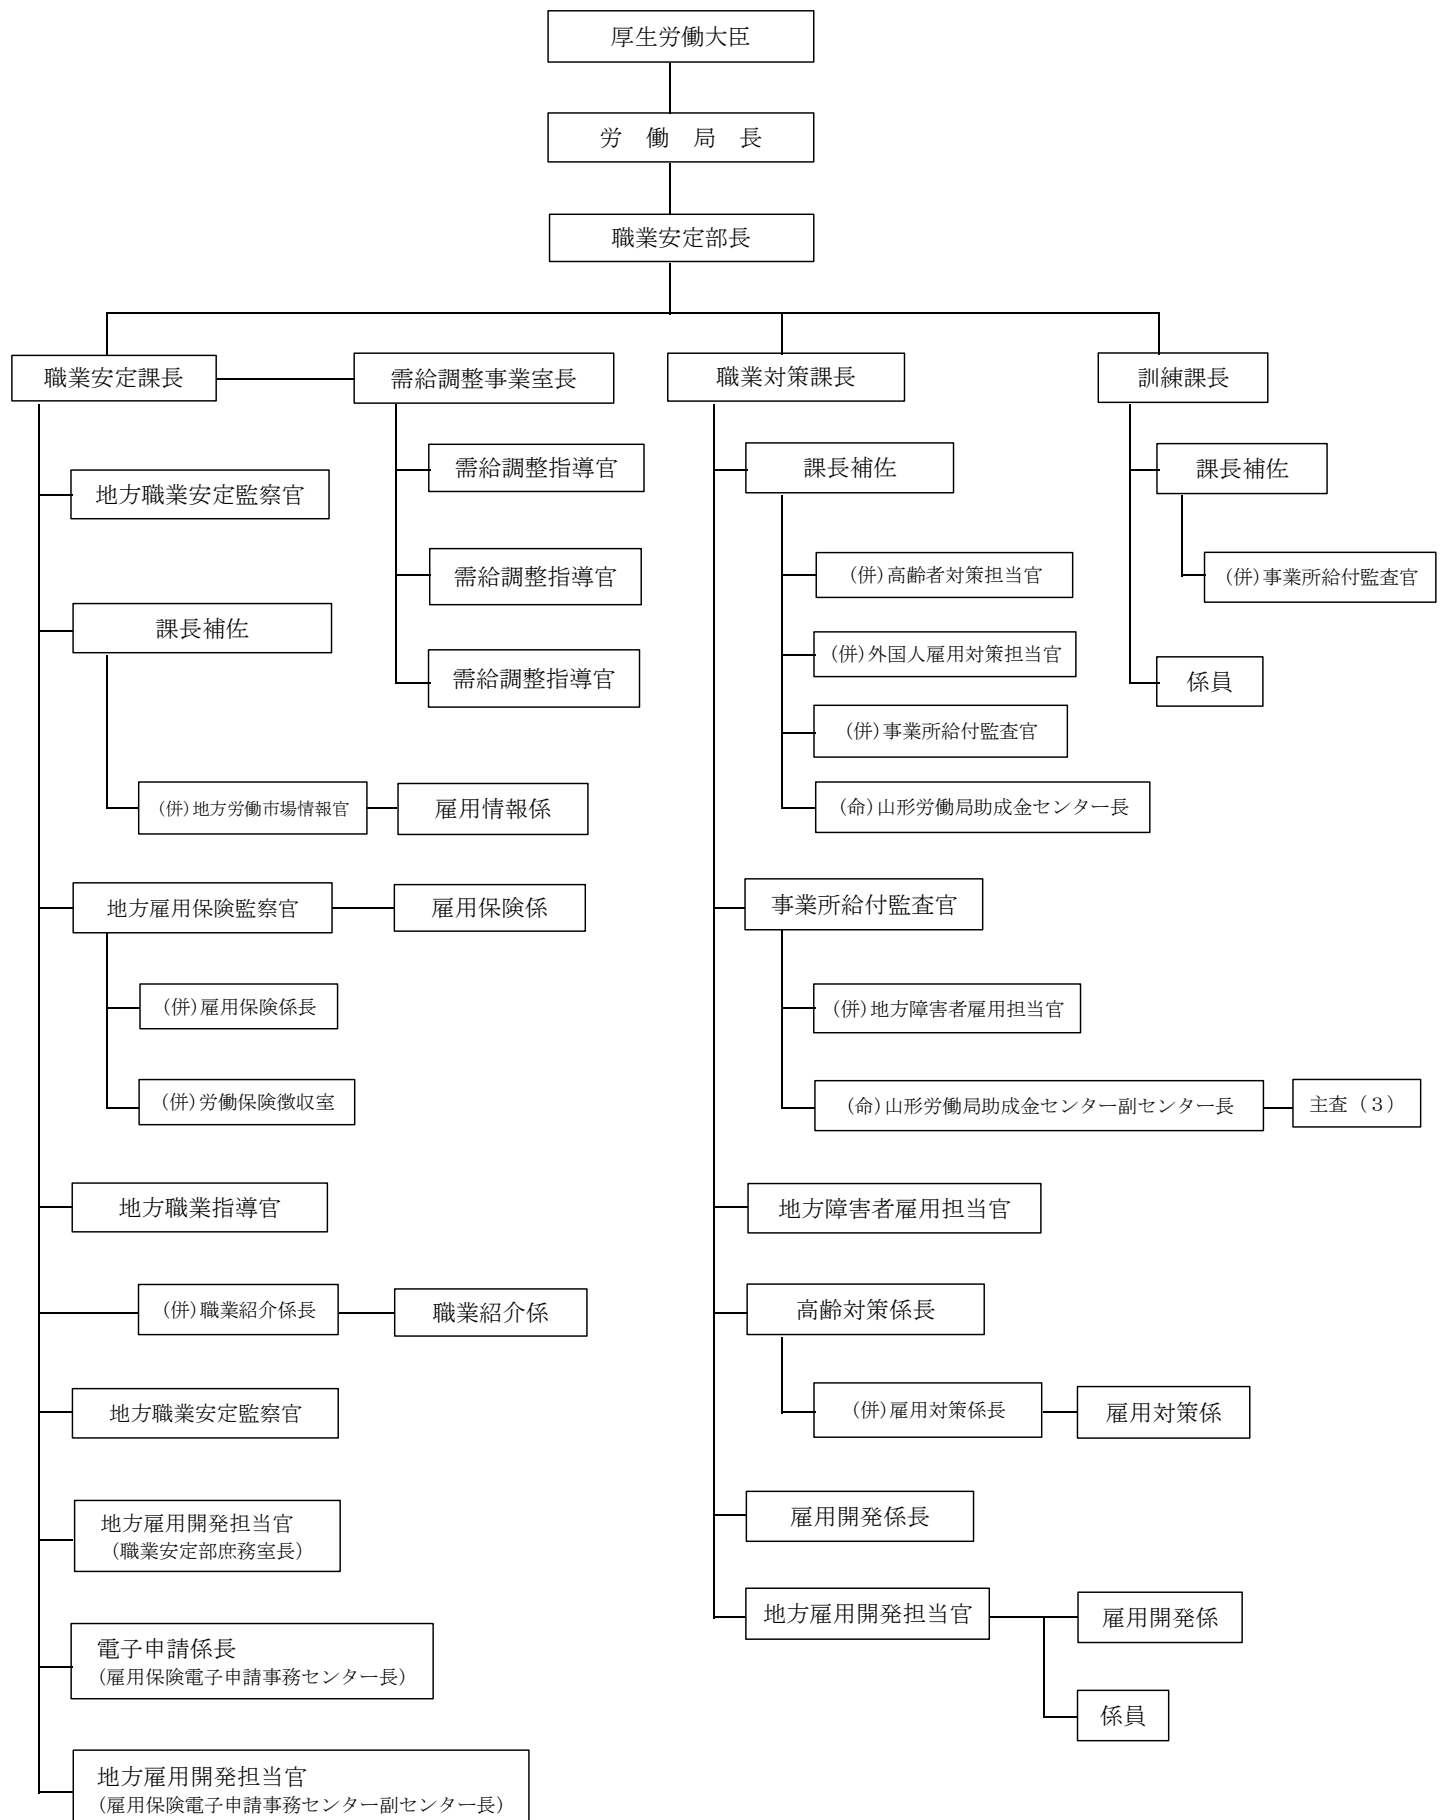 厚生労働大臣
労　働　局　長
職業安定部長
職業安定課長
需給調整事業室長
職業対策課長
訓練課長
地方職業安定監察官
需給調整指導官
需給調整指導官
需給調整指導官
課長補佐
(併)地方労働市場情報官
雇用情報係
地方雇用保険監察官
雇用保険係
(併)雇用保険係長
(併)労働保険徴収室
地方職業指導官
(併)職業紹介係長
職業紹介係
地方職業安定監察官
地方雇用開発担当官
(職業安定部庶務室長)
電子申請係長
(雇用保険電子申請事務センター長)
地方雇用開発担当官
(雇用保険電子申請事務センター副センター長)
課長補佐
(併)高齢者対策担当官
(併)外国人雇用対策担当官
(併)事業所給付監査官
(命)山形労働局助成金センター長
事業所給付監査官
(併)地方障害者雇用担当官
(命)山形労働局助成金センター副センター長
主査（３）
地方障害者雇用担当官
高齢対策係長
(併)雇用対策係長
雇用対策係
雇用開発係長
地方雇用開発担当官
雇用開発係
係員
課長補佐
(併)事業所給付監査官
係員